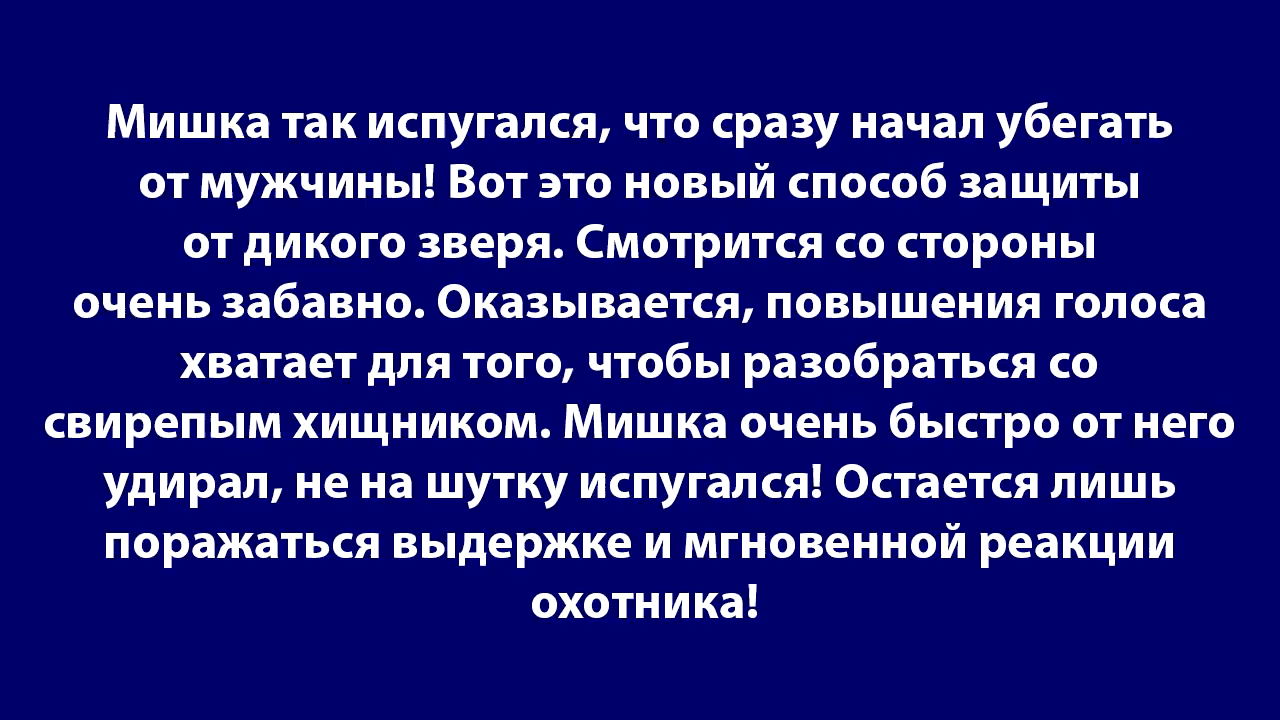 Мишка так испугался, что сразу начал убегать
от мужчины! Вот это новый способ защиты
от дикого зверя. Смотрится со стороны
очень забавно. Оказывается, повышения голоса
хватает для того, чтобы разобраться со
свирепым хищником. Мишка очень быстро от него
удирал, не на шутку испугался! Остается лишь
поражаться выдержке и мгновенной реакции
охотника!